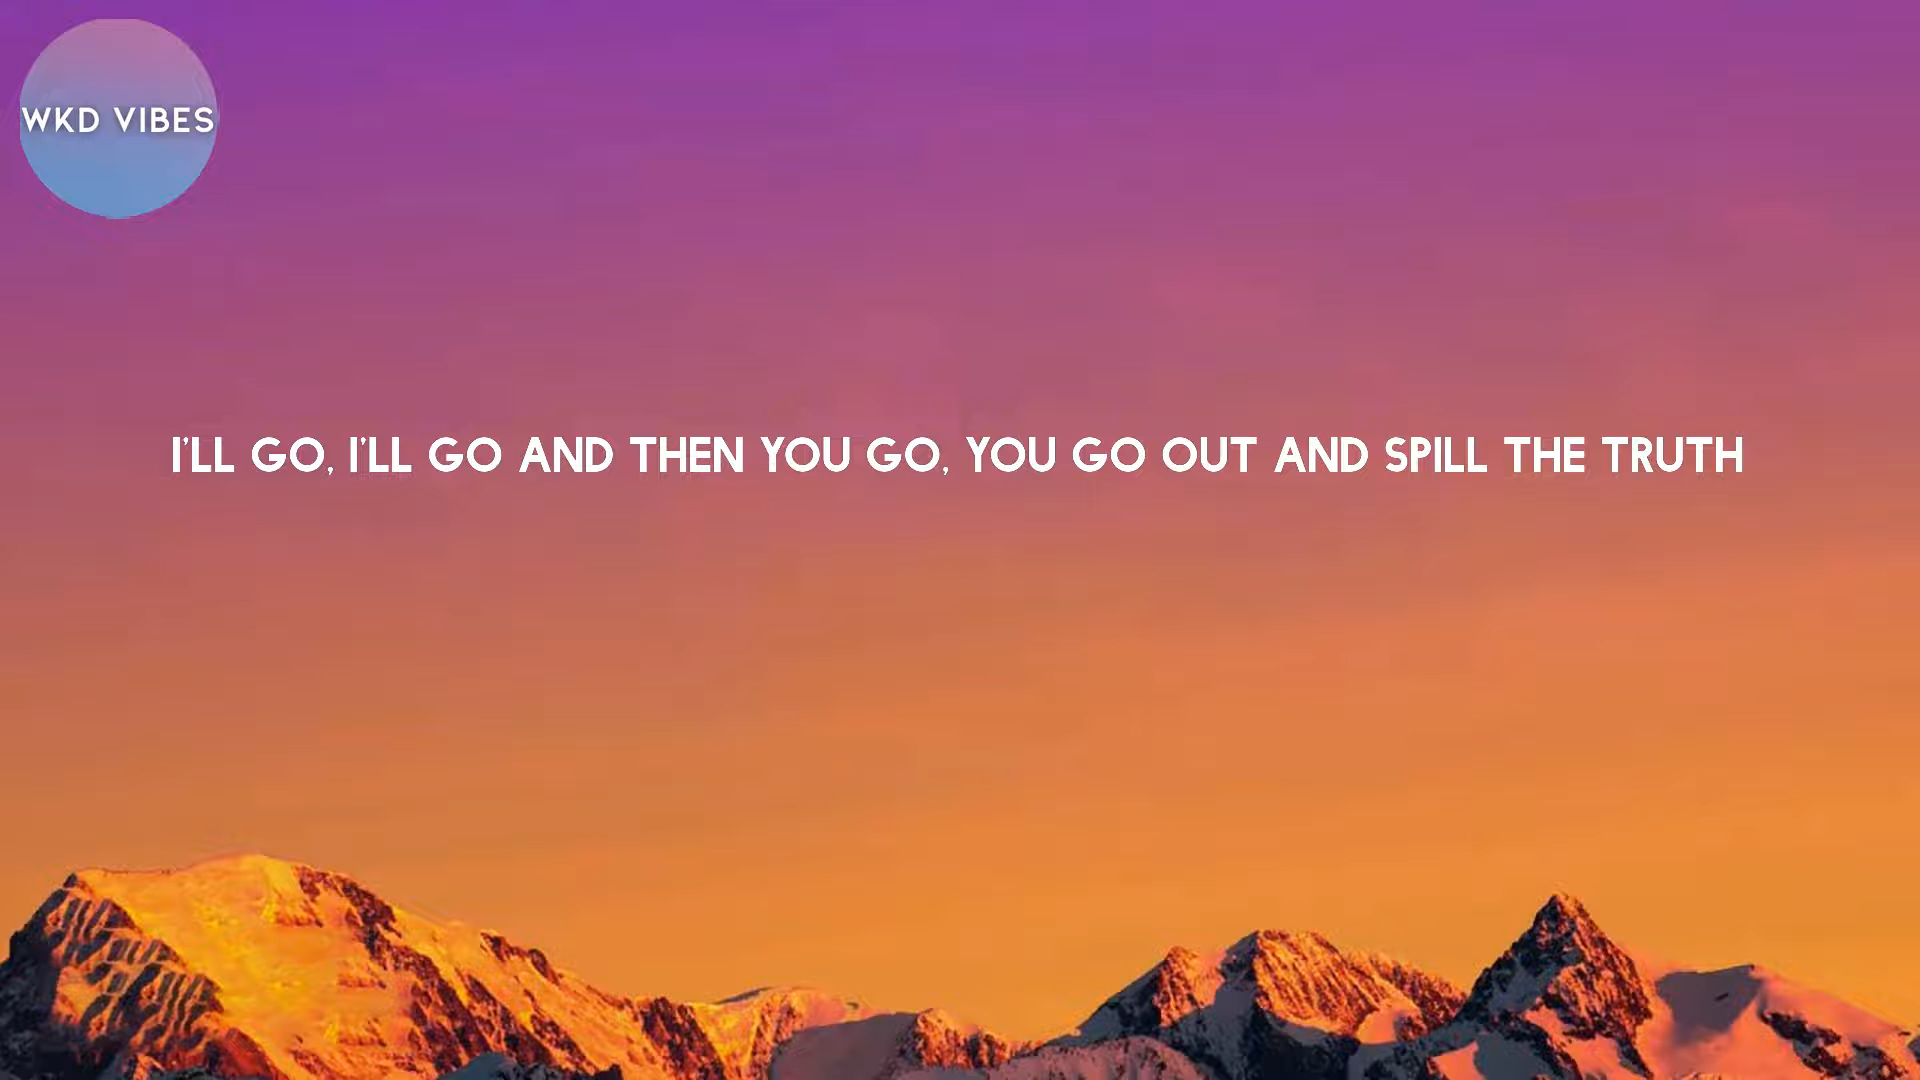 WKD VIBES
I'LL GO, I'LL GO AND THEN YOU GO, YOU GO OUT AND SPILL THE TRUTH